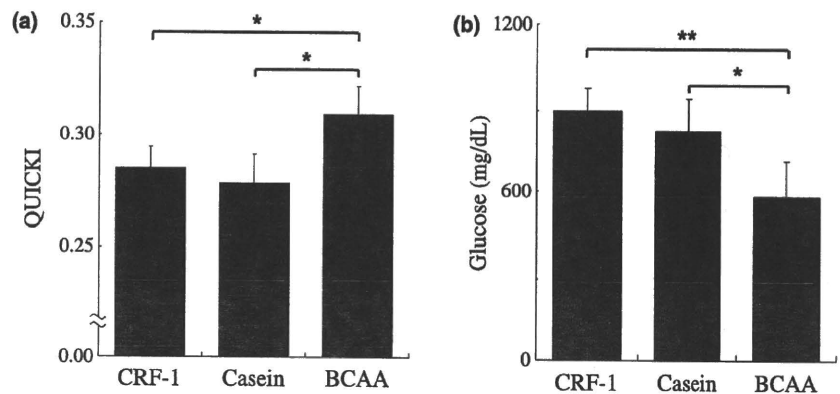 (a)
0.35
0.30
0.25
0.00
QUICKI
*
*
CRF-1 Casein BCAA
(b)
1200
600
0
Glucose (mg/dL)
**
*
CRF-1 Casein BCAA